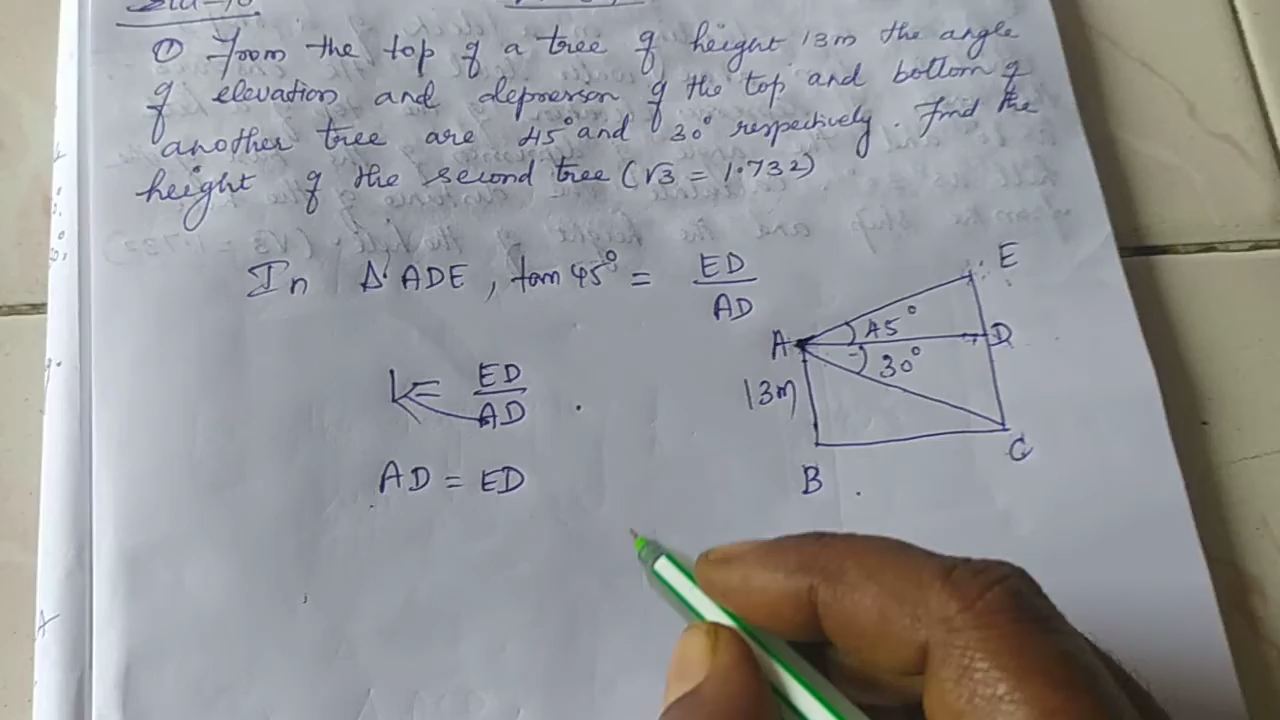 ① From the top of a tree of height 13m the angle
of elevation and depression of the top and bottom of
another tree are 45° and 30° respectively. Find the
height of the second tree (√3 = 1.732)
In Δ ADE, tan 45° = ED
AD
1 = ED
AD
AD = ED
E
A 45° D
30°
13m
B
C